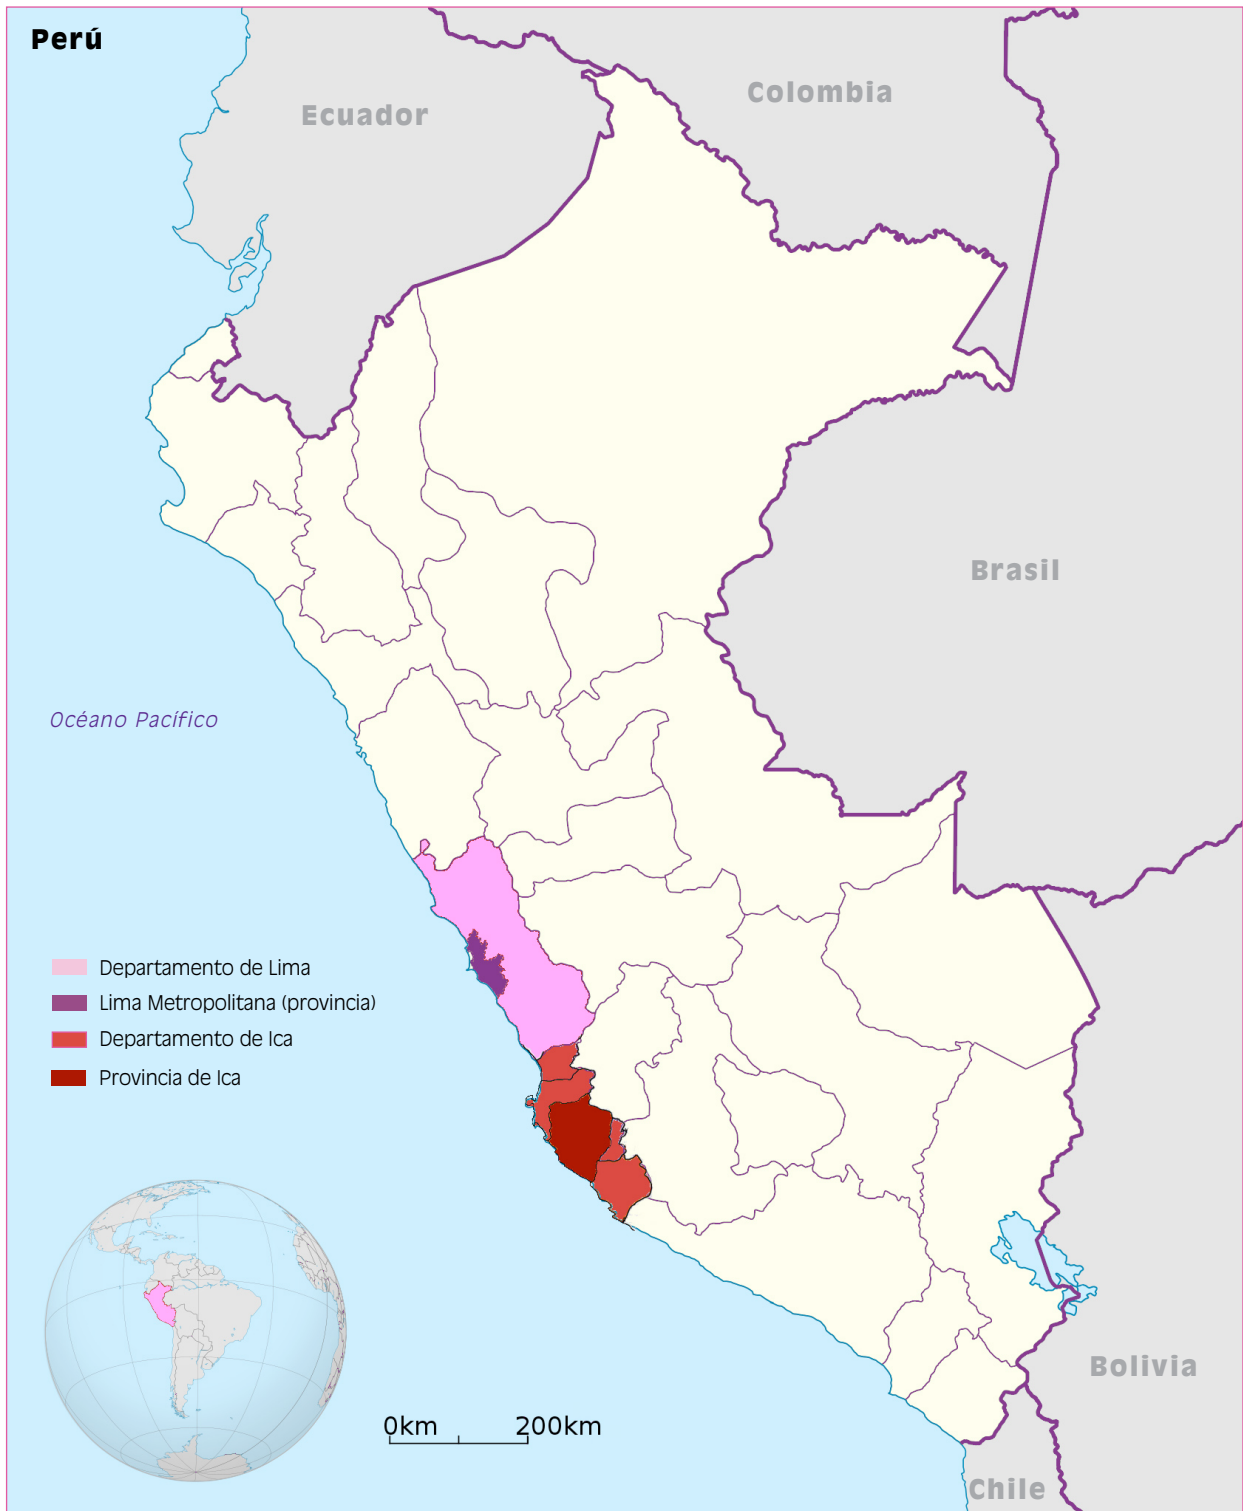 Perú
Colombia
Ecuador
Brasil
Océano Pacífico
Departamento de Lima
Lima Metropolitana (provincia)
Departamento de Ica
Provincia de Ica
Bolivia
0km 200km
Chile